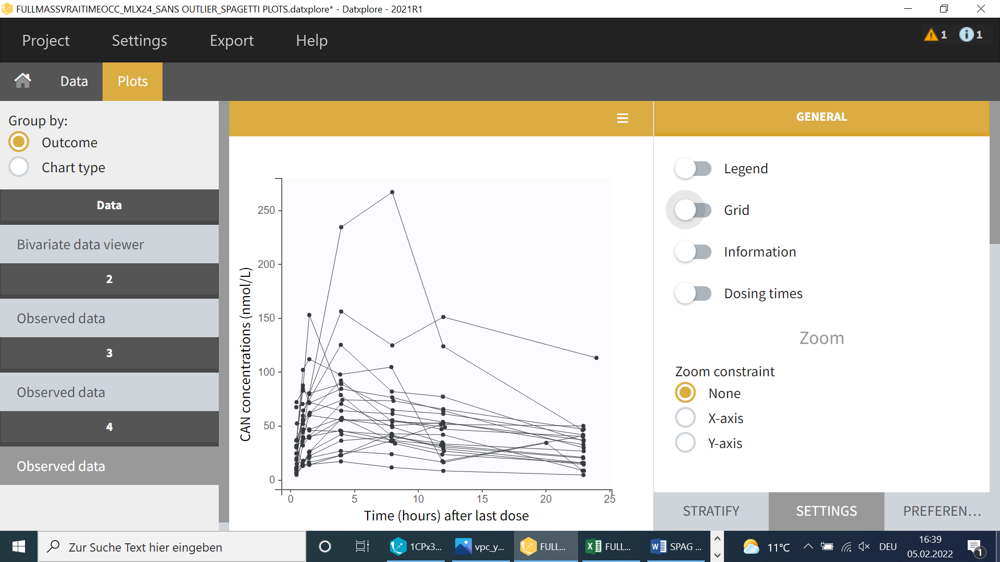 FULLMASSVRAITIMEOCC_MLX24_SANS OUTLIER_SPAGETTI PLOTS.datxplore* - Datxplore - 2021R1
Project Settings Export Help
1 1
Data Plots
Group by:
Outcome
Chart type
Data
Bivariate data viewer
2
Observed data
3
Observed data
4
Observed data
CAN concentrations (nmol/L)
250
200
150
100
50
0
0 5 10 15 20 25
Time (hours) after last dose
GENERAL
Legend
Grid
Information
Dosing times
Zoom
Zoom constraint
None
X-axis
Y-axis
STRATIFY SETTINGS PREFEREN...
Zur Suche Text hier eingeben
1CPx3... vpc_y... FULL... FULL... SPAG ...
11°C DEU
16:39
05.02.2022
1